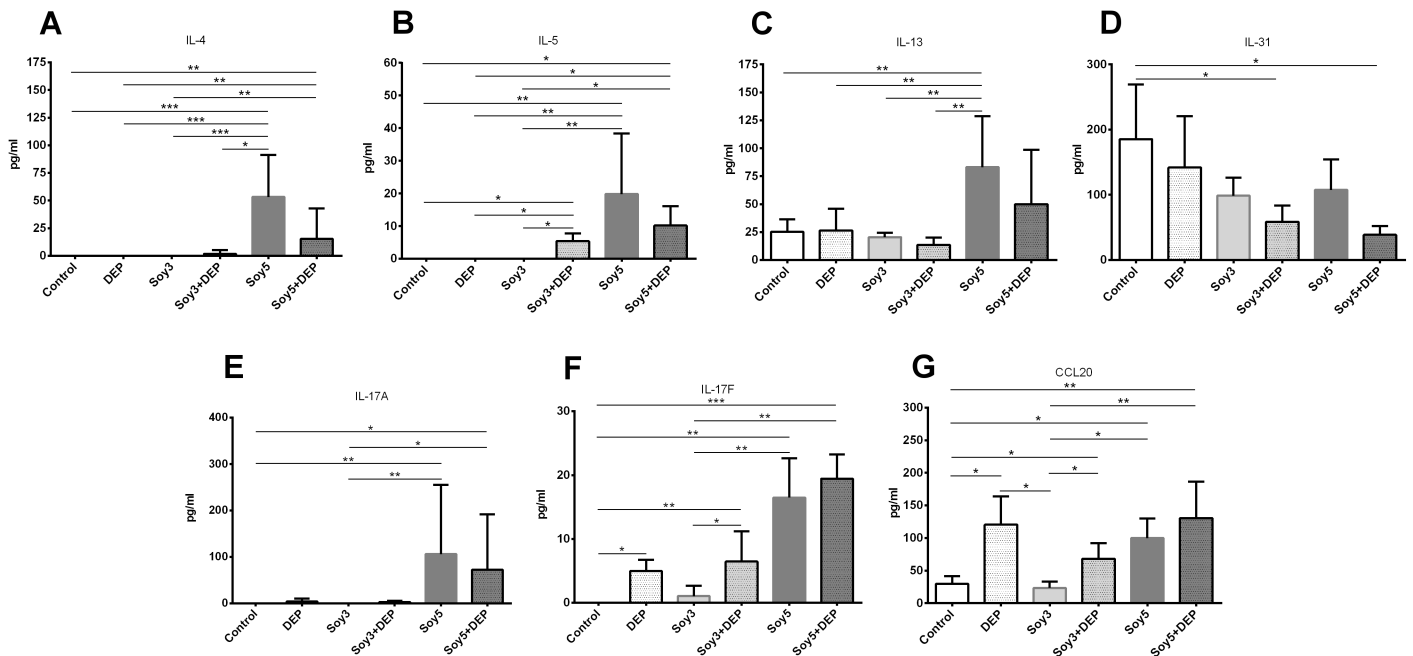 A
IL-4
pg/ml
175
150
125
100
75
50
25
0
**
**
**
***
***
***
*
Control
DEP
Soy3
Soy3+DEP
Soy5
Soy5+DEP
B
IL-5
pg/ml
60
50
40
30
20
10
0
*
*
*
**
**
**
*
*
*
Control
DEP
Soy3
Soy3+DEP
Soy5
Soy5+DEP
C
IL-13
pg/ml
175
150
125
100
75
50
25
0
**
**
**
**
Control
DEP
Soy3
Soy3+DEP
Soy5
Soy5+DEP
D
IL-31
pg/ml
300
200
100
0
*
*
Control
DEP
Soy3
Soy3+DEP
Soy5
Soy5+DEP
E
IL-17A
pg/ml
400
300
200
100
0
*
*
**
**
Control
DEP
Soy3
Soy3+DEP
Soy5
Soy5+DEP
F
IL-17F
pg/ml
30
20
10
0
***
**
**
**
**
*
*
Control
DEP
Soy3
Soy3+DEP
Soy5
Soy5+DEP
G
CCL20
pg/ml
300
250
200
150
100
50
0
**
**
*
*
*
*
*
*
Control
DEP
Soy3
Soy3+DEP
Soy5
Soy5+DEP